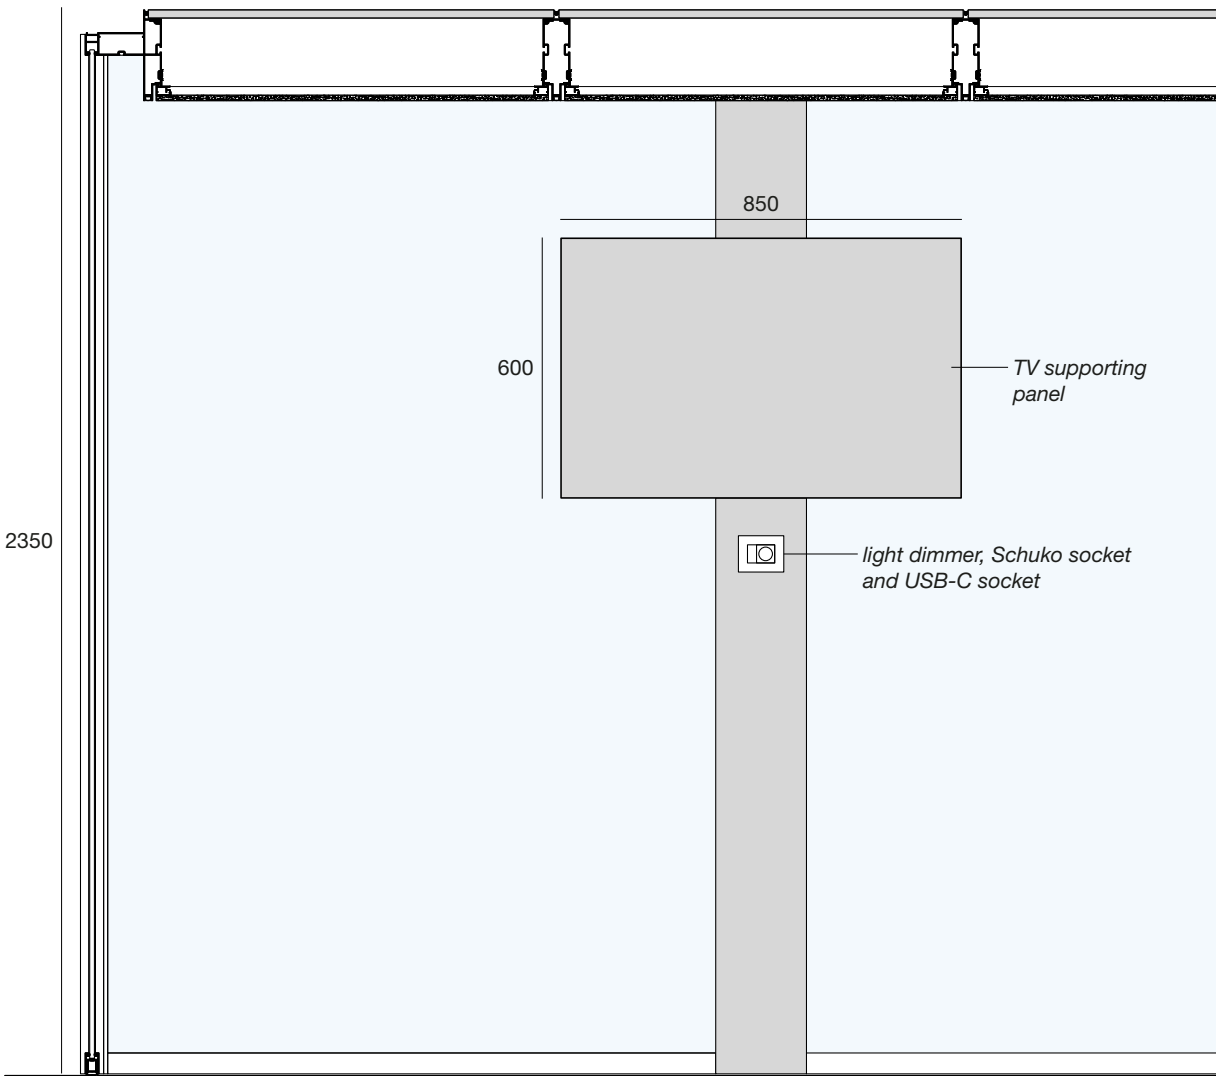 850
600
TV supporting
panel
2350
light dimmer, Schuko socket
and USB-C socket